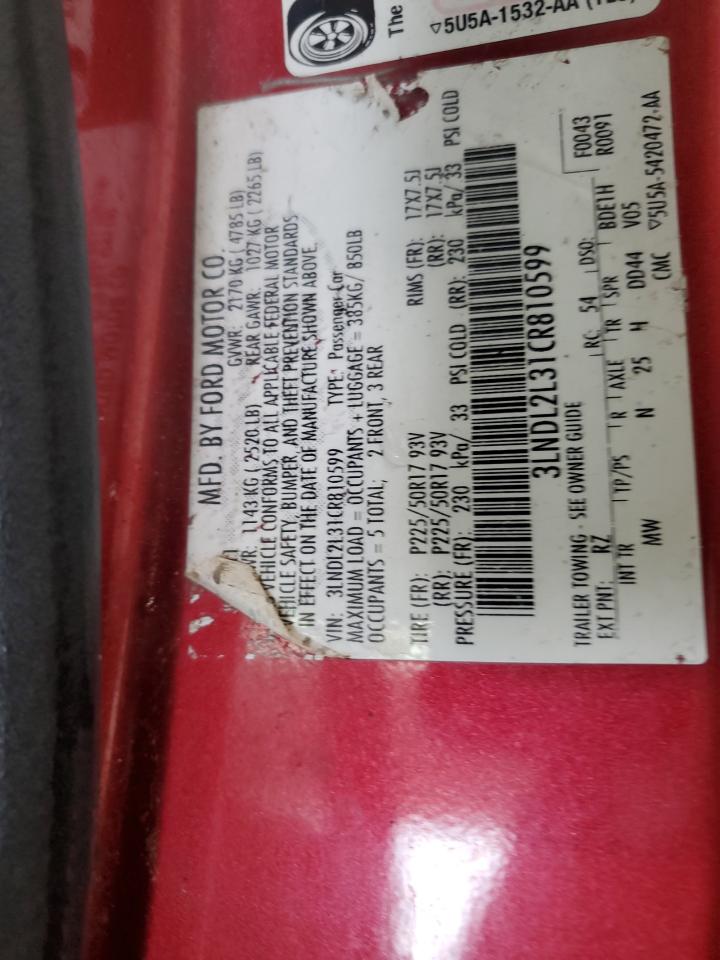 The
▽5U5A-1532-AA
MFD. BY FORD MOTOR CO.
GVWR: 2170 KG ( 4785 LB)
1143 KG ( 2520 LB) REAR GAWR: 1027 KG ( 2265 LB)
VEHICLE CONFORMS TO ALL APPLICABLE FEDERAL MOTOR
VEHICLE SAFETY, BUMPER, AND THEFT PREVENTION STANDARDS
IN EFFECT ON THE DATE OF MANUFACTURE SHOWN ABOVE.
VIN: 3LNDL2L31CR810599 TYPE: Passenger Car
MAXIMUM LOAD = OCCUPANTS + LUGGAGE = 385KG/ 850LB
OCCUPANTS = 5 TOTAL; 2 FRONT, 3 REAR
TIRE (FR): P225/50R17 93V RIMS (FR): 17X7.5J
(RR): P225/50R17 93V (RR): 17X7.5J
PRESSURE (FR): 230 kPa/ 33 PSI COLD (RR): 230 kPa/ 33 PSI COLD
3LNDL2L31CR810599
F0043
TRAILER TOWING - SEE OWNER GUIDE R0091
EXT PNT: RZ RC: 54 DSO: BDE1H
INT TR TP/PS R AXLE TR SPR V05
MW N 25 H DD44
CMC ▽5U5A-5420472-AA